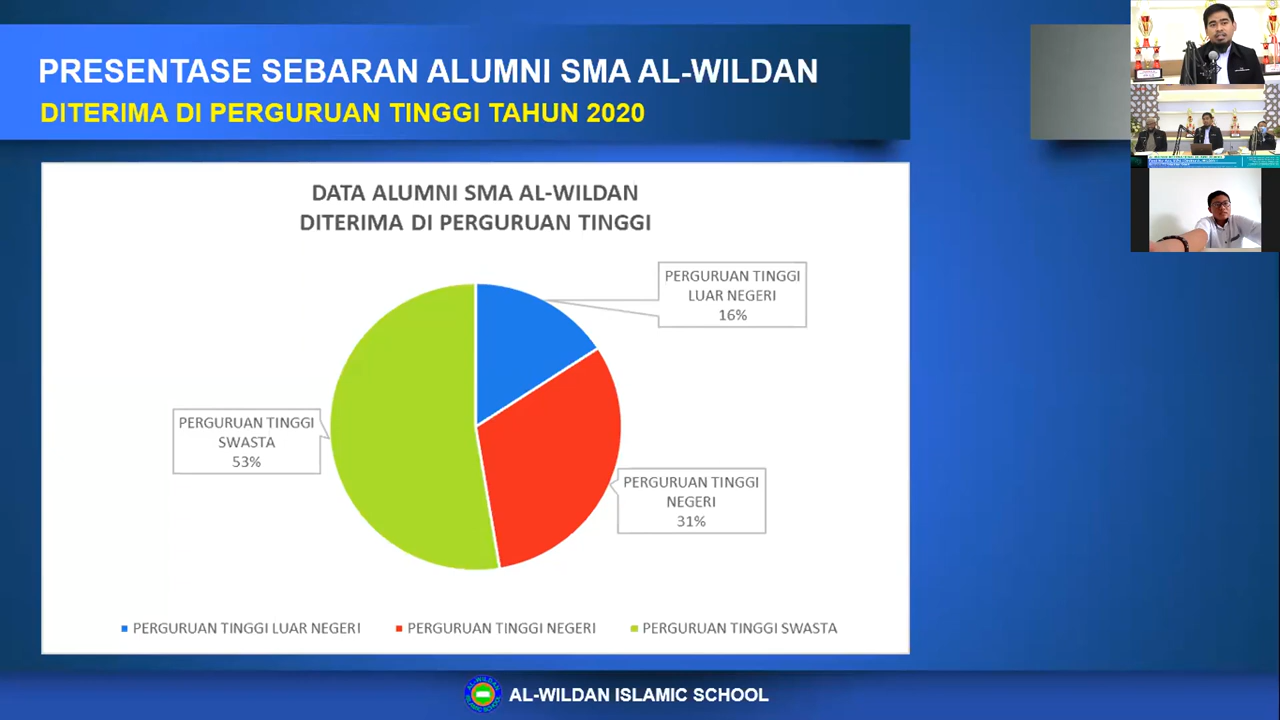 PRESENTASE SEBARAN ALUMNI SMA AL-WILDAN
DITERIMA DI PERGURUAN TINGGI TAHUN 2020
DATA ALUMNI SMA AL-WILDAN
DITERIMA DI PERGURUAN TINGGI
PERGURUAN TINGGI
LUAR NEGERI
16%
PERGURUAN TINGGI
SWASTA
53%
PERGURUAN TINGGI
NEGERI
31%
PERGURUAN TINGGI LUAR NEGERI
PERGURUAN TINGGI NEGERI
PERGURUAN TINGGI SWASTA
AL-WILDAN ISLAMIC SCHOOL